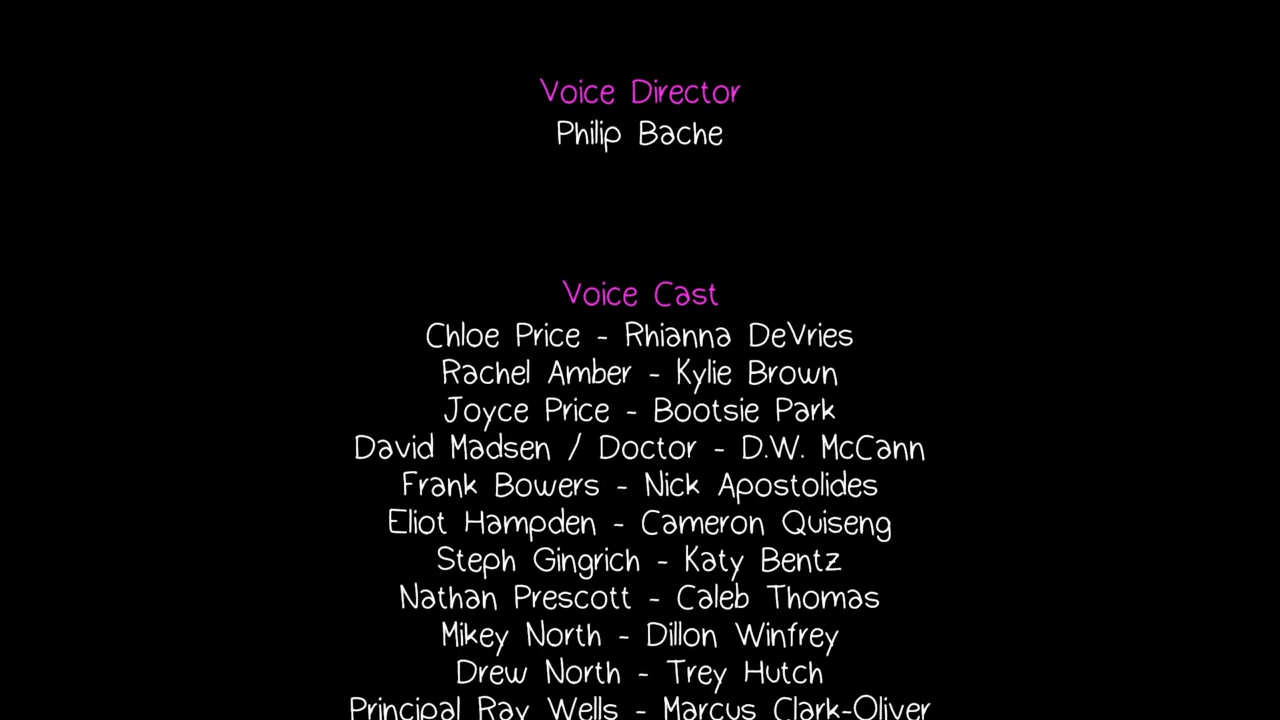 Voice Director
Philip Bache
Voice Cast
Chloe Price - Rhianna DeVries
Rachel Amber - Kylie Brown
Joyce Price - Bootsie Park
David Madsen / Doctor - D.W. McCann
Frank Bowers - Nick Apostolides
Eliot Hampden - Cameron Quiseng
Steph Gingrich - Katy Bentz
Nathan Prescott - Caleb Thomas
Mikey North - Dillon Winfrey
Drew North - Trey Hutch
Principal Ray Wells - Marcus Clark-Oliver